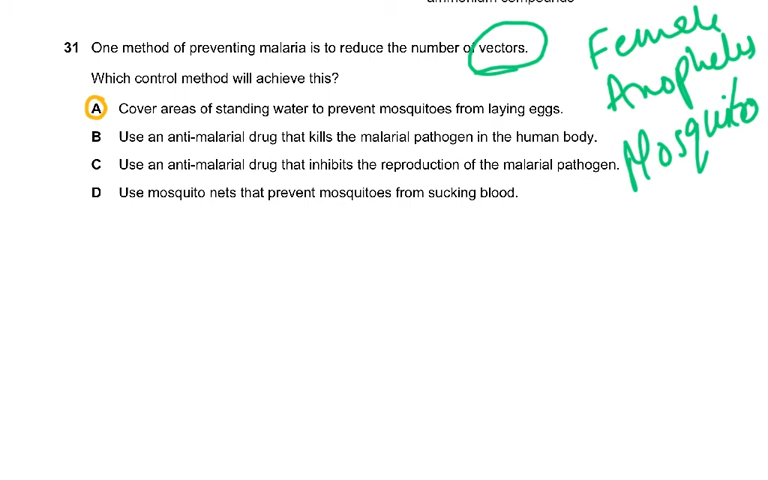 ammonium compounds
31 One method of preventing malaria is to reduce the number of vectors.
Which control method will achieve this?
A Cover areas of standing water to prevent mosquitoes from laying eggs.
B Use an anti-malarial drug that kills the malarial pathogen in the human body.
C Use an anti-malarial drug that inhibits the reproduction of the malarial pathogen.
D Use mosquito nets that prevent mosquitoes from sucking blood.
Female
Anopheles
Mosquito